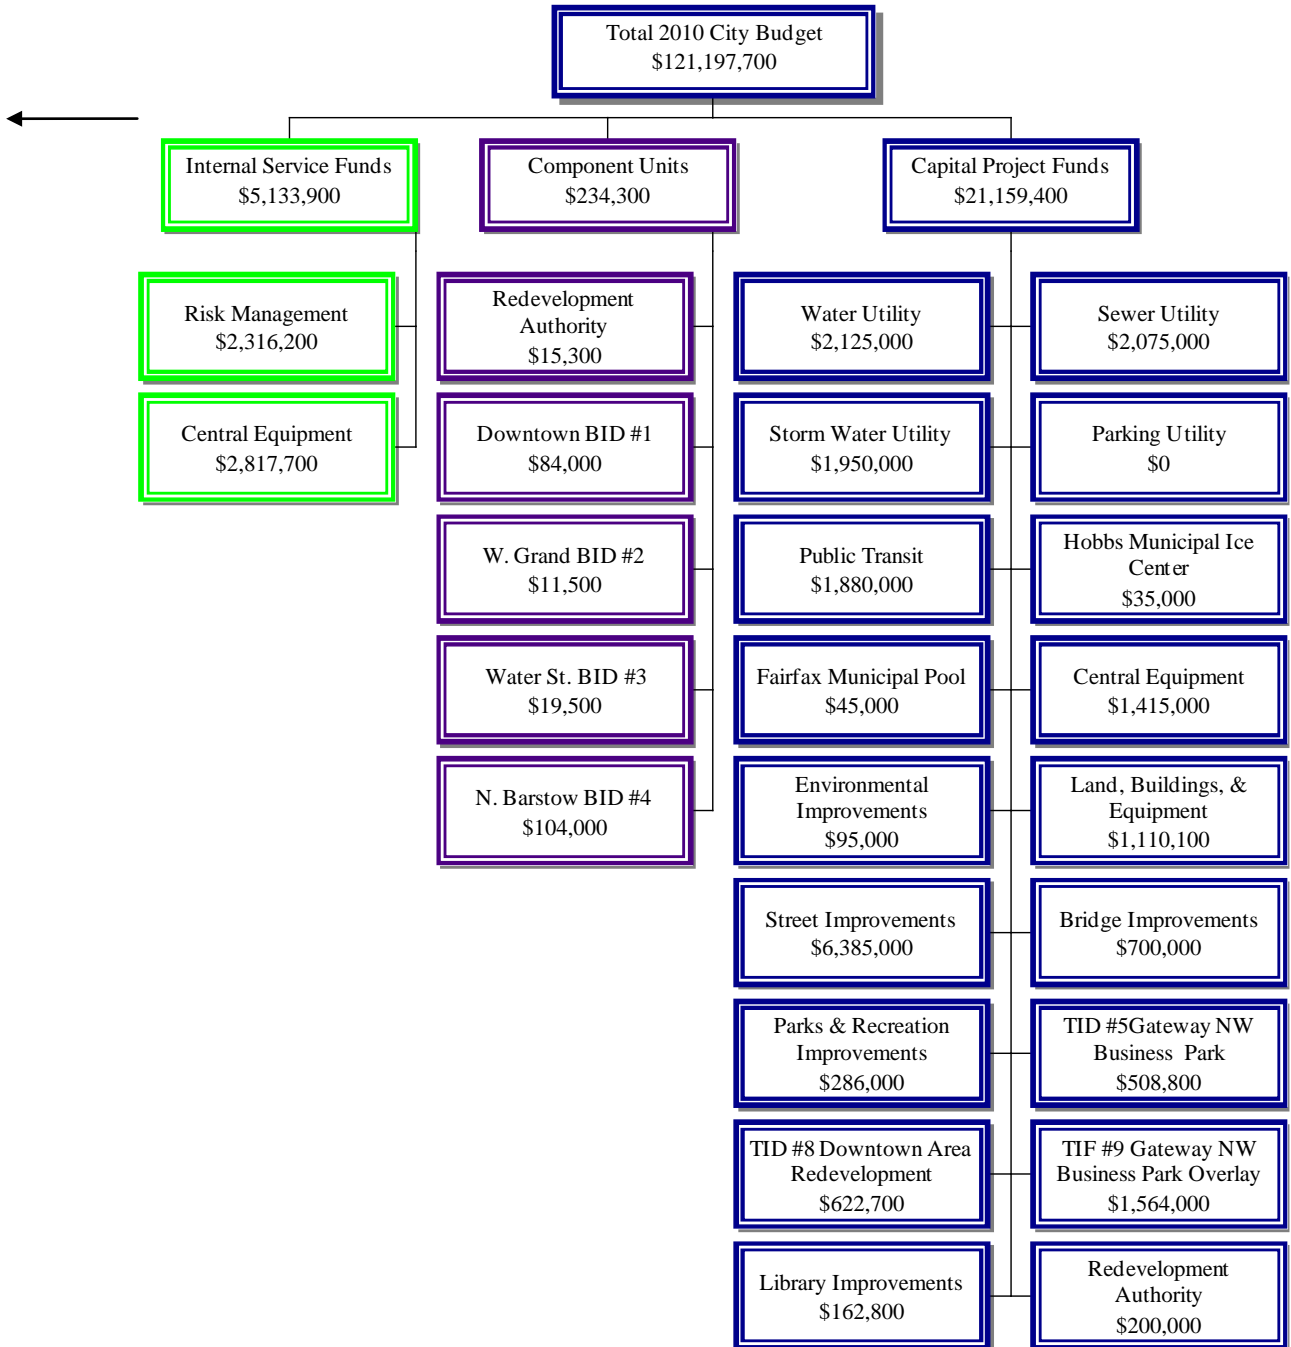 Total 2010 City Budget
$121,197,700
Internal Service Funds
$5,133,900
Component Units
$234,300
Capital Project Funds
$21,159,400
Risk Management
$2,316,200
Central Equipment
$2,817,700
Redevelopment
Authority
$15,300
Downtown BID #1
$84,000
W. Grand BID #2
$11,500
Water St. BID #3
$19,500
N. Barstow BID #4
$104,000
Water Utility
$2,125,000
Sewer Utility
$2,075,000
Storm Water Utility
$1,950,000
Parking Utility
$0
Public Transit
$1,880,000
Hobbs Municipal Ice
Center
$35,000
Fairfax Municipal Pool
$45,000
Central Equipment
$1,415,000
Environmental
Improvements
$95,000
Land, Buildings, &
Equipment
$1,110,100
Street Improvements
$6,385,000
Bridge Improvements
$700,000
Parks & Recreation
Improvements
$286,000
TID #5Gateway NW
Business Park
$508,800
TID #8 Downtown Area
Redevelopment
$622,700
TIF #9 Gateway NW
Business Park Overlay
$1,564,000
Library Improvements
$162,800
Redevelopment
Authority
$200,000